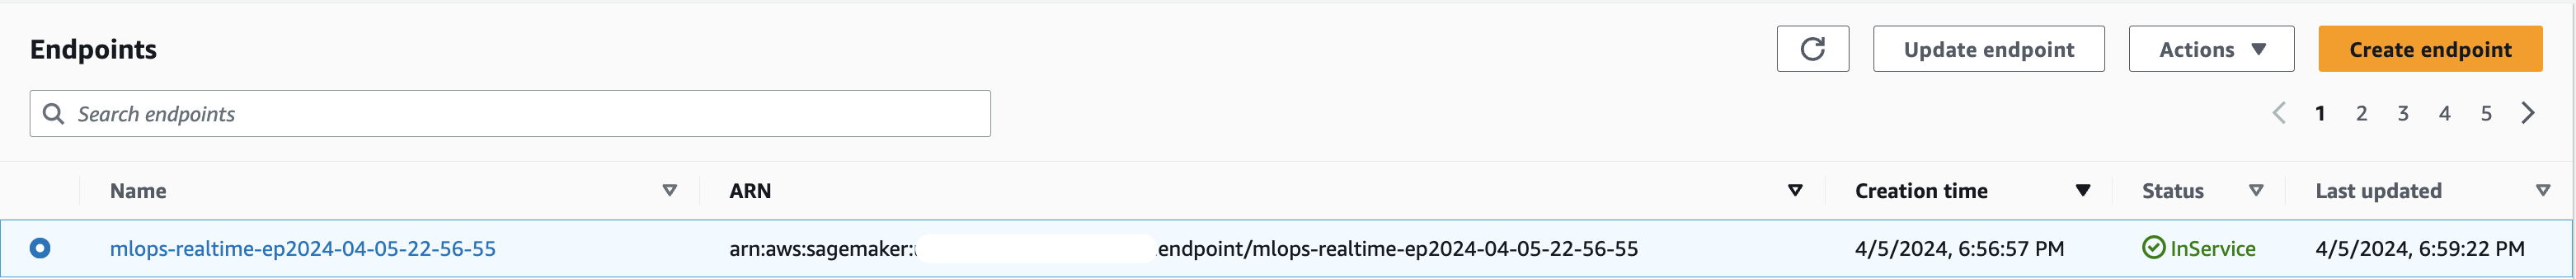 Endpoints
Update endpoint
Actions
Create endpoint
Search endpoints
1 2 3 4 5
Name ARN Creation time Status Last updated
mlops-realtime-ep2024-04-05-22-56-55 arn:aws:sagemaker: endpoint/mlops-realtime-ep2024-04-05-22-56-55 4/5/2024, 6:56:57 PM InService 4/5/2024, 6:59:22 PM